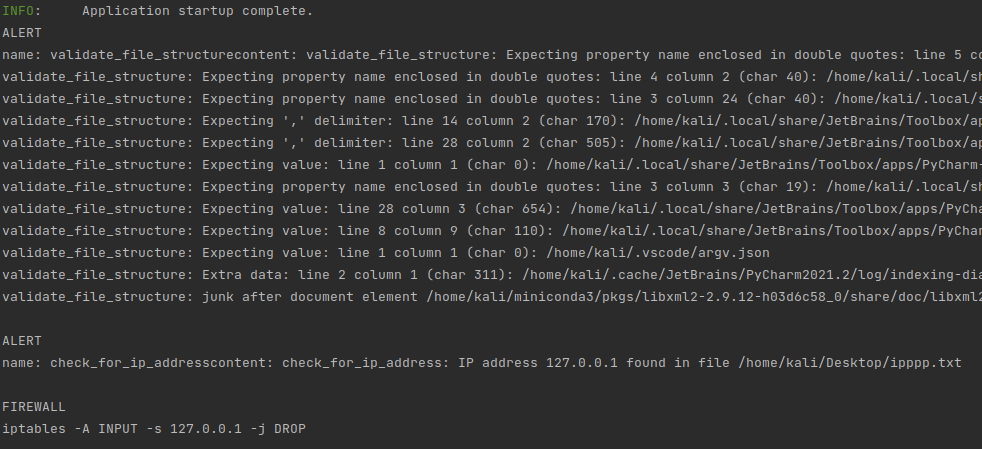 INFO:     Application startup complete.
ALERT
name: validate_file_structurecontent: validate_file_structure: Expecting property name enclosed in double quotes: line 5 co
validate_file_structure: Expecting property name enclosed in double quotes: line 4 column 2 (char 40): /home/kali/.local/sh
validate_file_structure: Expecting property name enclosed in double quotes: line 3 column 24 (char 40): /home/kali/.local/s
validate_file_structure: Expecting ',' delimiter: line 14 column 2 (char 170): /home/kali/.local/share/JetBrains/Toolbox/ap
validate_file_structure: Expecting ',' delimiter: line 28 column 2 (char 505): /home/kali/.local/share/JetBrains/Toolbox/ap
validate_file_structure: Expecting value: line 1 column 1 (char 0): /home/kali/.local/share/JetBrains/Toolbox/apps/PyCharm-
validate_file_structure: Expecting property name enclosed in double quotes: line 3 column 3 (char 19): /home/kali/.local/sh
validate_file_structure: Expecting value: line 28 column 3 (char 654): /home/kali/.local/share/JetBrains/Toolbox/apps/PyCha
validate_file_structure: Expecting value: line 8 column 9 (char 110): /home/kali/.local/share/JetBrains/Toolbox/apps/PyChar
validate_file_structure: Expecting value: line 1 column 1 (char 0): /home/kali/.vscode/argv.json
validate_file_structure: Extra data: line 2 column 1 (char 311): /home/kali/.cache/JetBrains/PyCharm2021.2/log/indexing-dia
validate_file_structure: junk after document element /home/kali/miniconda3/pkgs/libxml2-2.9.12-h03d6c58_0/share/doc/libxml2
ALERT
name: check_for_ip_addresscontent: check_for_ip_address: IP address 127.0.0.1 found in file /home/kali/Desktop/ipppp.txt
FIREWALL
iptables -A INPUT -s 127.0.0.1 -j DROP